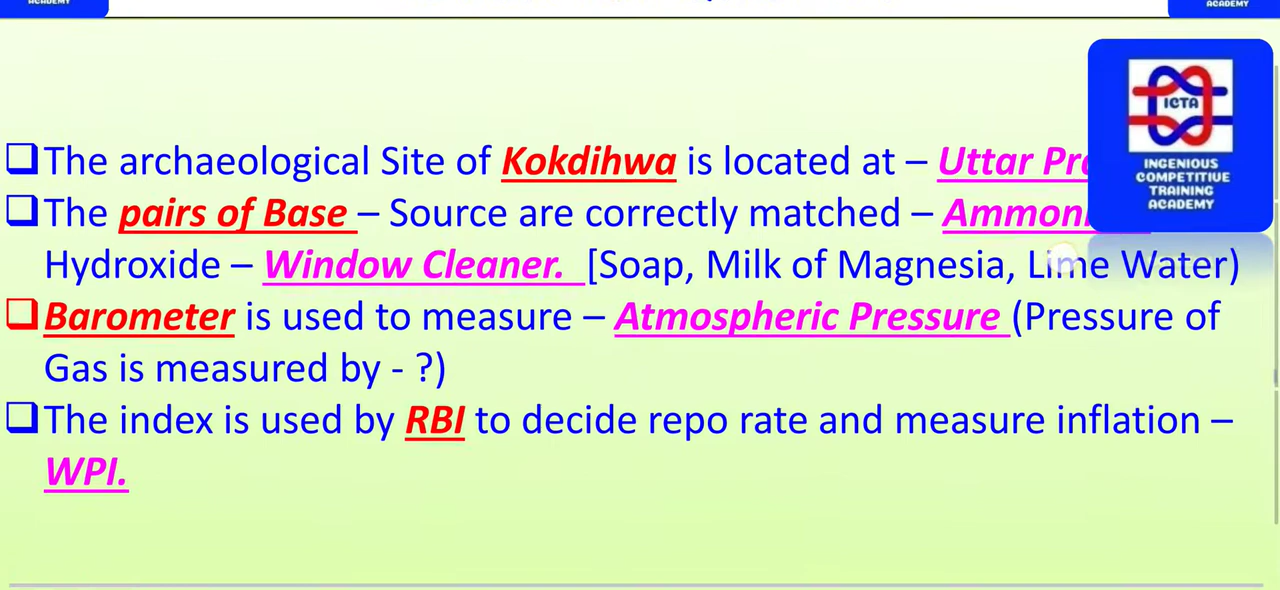 ACADEMY
ACADEMY
ICTA
INGENIOUS
COMPETITIVE
TRAINING
ACADEMY
The archaeological Site of Kokdihwa is located at – Uttar
The pairs of Base – Source are correctly matched –
Hydroxide – Window Cleaner. [Soap, Milk of Magnesia, Lime Water)
Barometer is used to measure – Atmospheric Pressure (Pressure of
Gas is measured by - ?)
The index is used by RBI to decide repo rate and measure inflation –
WPI.